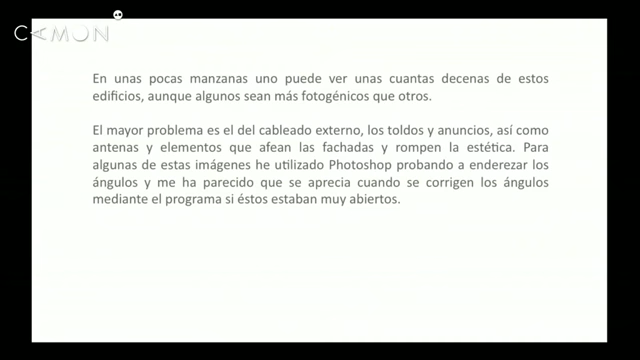 CAMON
En unas pocas manzanas uno puede ver unas cuantas decenas de estos
edificios, aunque algunos sean más fotogénicos que otros.
El mayor problema es el del cableado externo, los toldos y anuncios, así como
antenas y elementos que afean las fachadas y rompen la estética. Para
algunas de estas imágenes he utilizado Photoshop probando a enderezar los
ángulos y me ha parecido que se aprecia cuando se corrigen los ángulos
mediante el programa si éstos estaban muy abiertos.